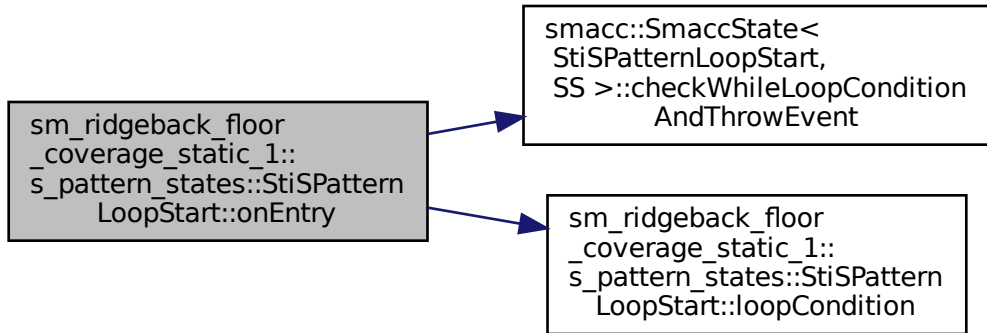 sm_ridgeback_floor
_coverage_static_1::
s_pattern_states::StiSPattern
LoopStart::onEntry
smacc::SmaccState<
StiSPatternLoopStart,
SS >::checkWhileLoopCondition
AndThrowEvent
sm_ridgeback_floor
_coverage_static_1::
s_pattern_states::StiSPattern
LoopStart::loopCondition